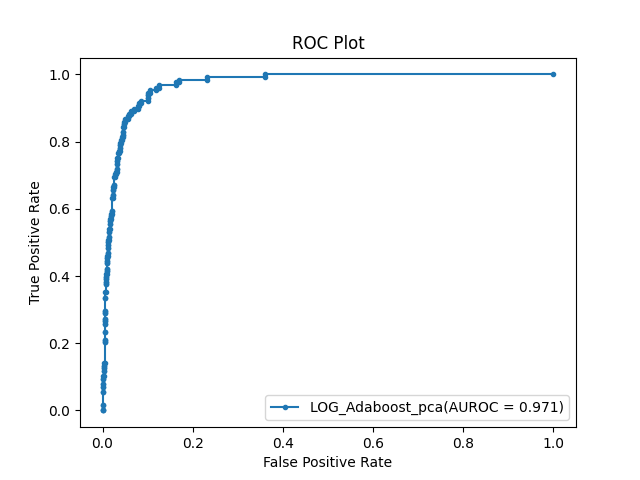 ROC Plot
1.0
0.8
0.6
0.4
0.2
0.0
True Positive Rate
LOG_Adaboost_pca(AUROC = 0.971)
0.0 0.2 0.4 0.6 0.8 1.0
False Positive Rate